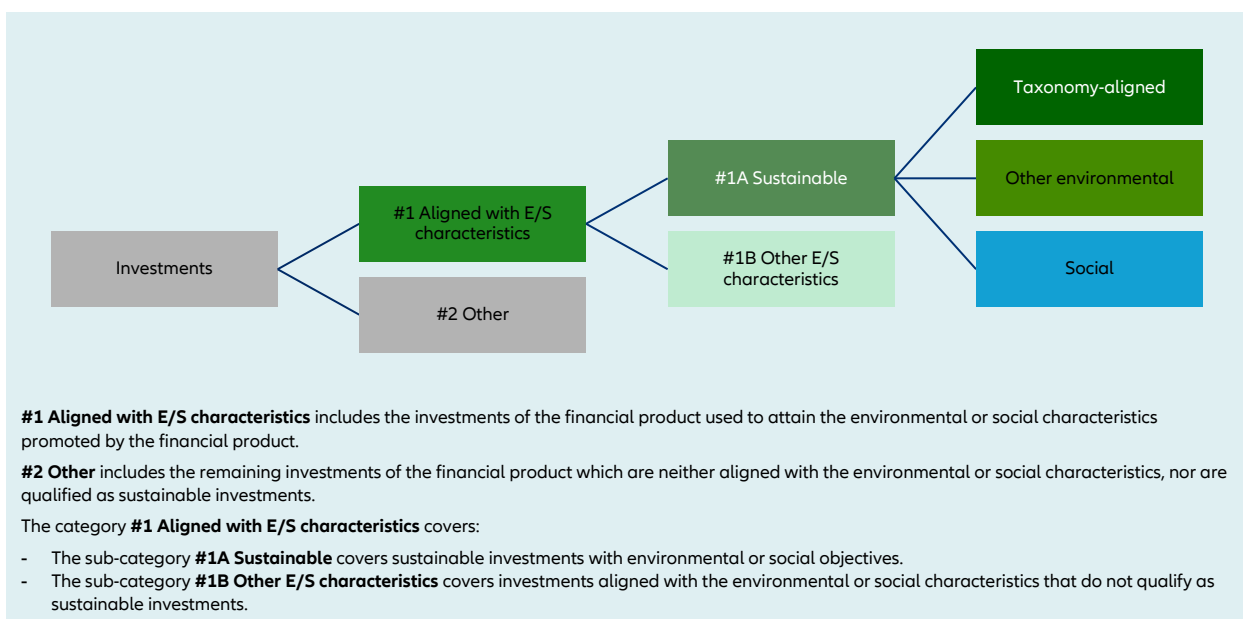 Taxonomy-aligned
#1A Sustainable
Other environmental
#1 Aligned with E/S
characteristics
Investments
#1B Other E/S
characteristics
Social
#2 Other
#1 Aligned with E/S characteristics includes the investments of the financial product used to attain the environmental or social characteristics
promoted by the financial product.
#2 Other includes the remaining investments of the financial product which are neither aligned with the environmental or social characteristics, nor are
qualified as sustainable investments.
The category #1 Aligned with E/S characteristics covers:
- The sub-category #1A Sustainable covers sustainable investments with environmental or social objectives.
- The sub-category #1B Other E/S characteristics covers investments aligned with the environmental or social characteristics that do not qualify as
sustainable investments.